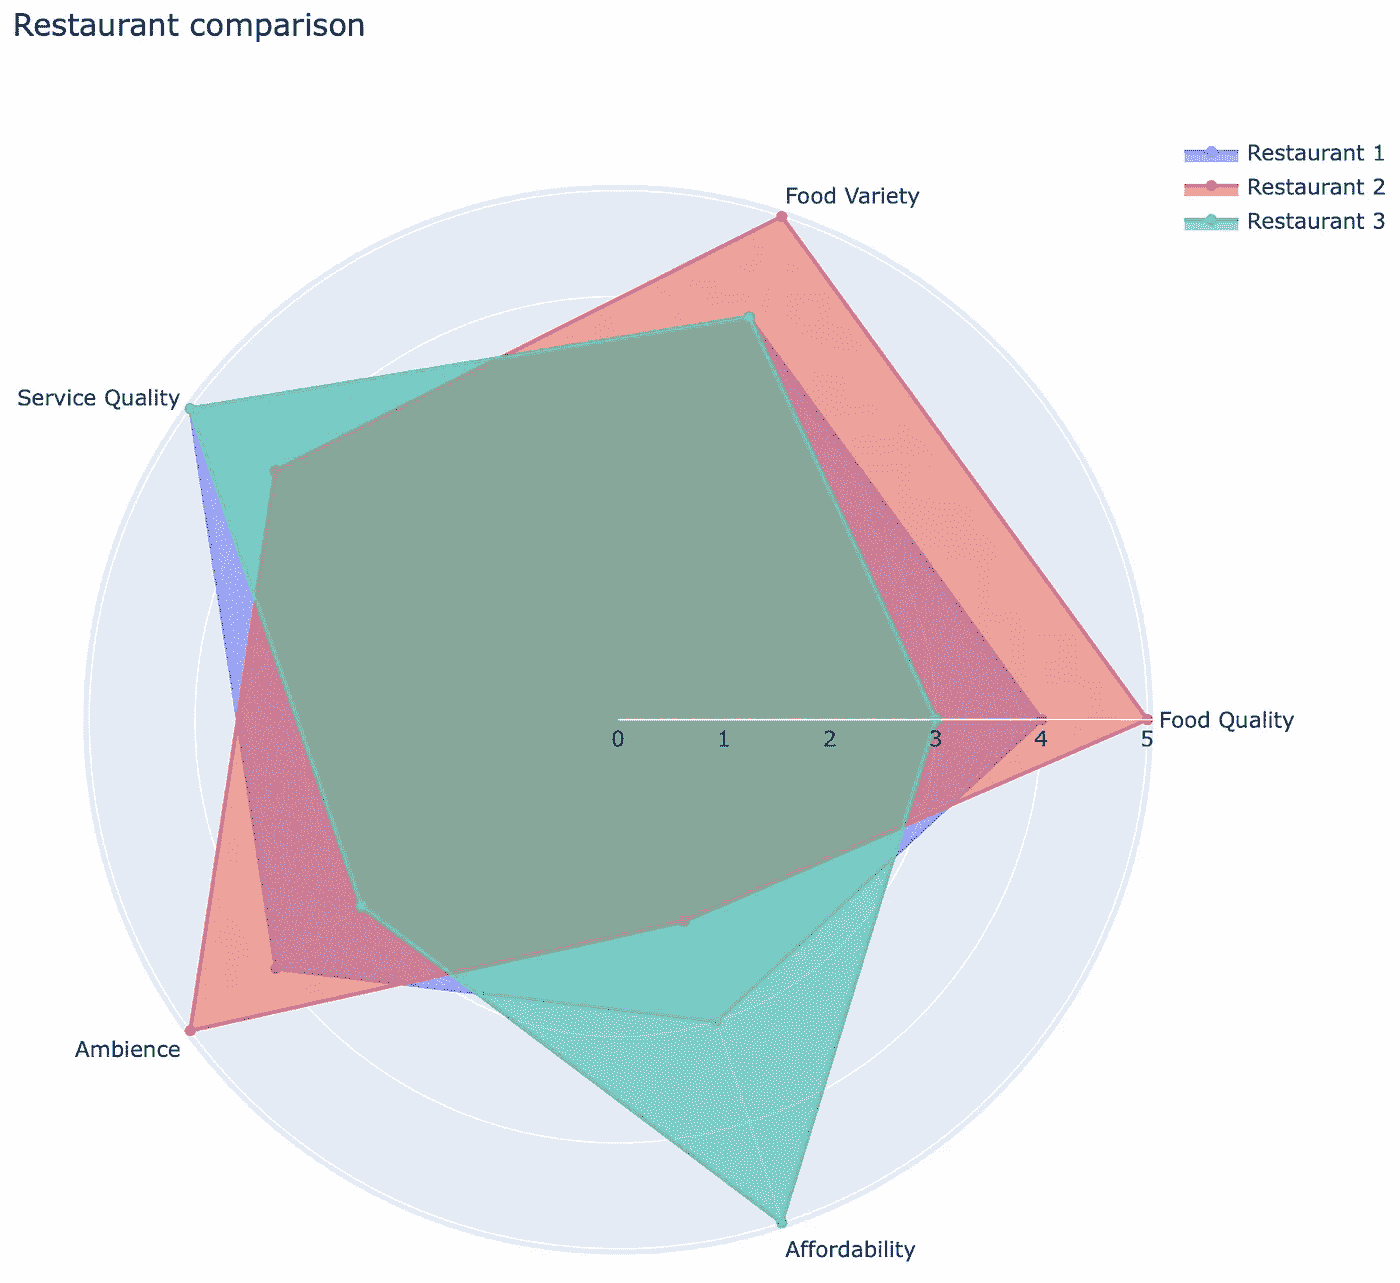 Restaurant comparison
Restaurant 1
Restaurant 2
Restaurant 3
Food Variety
Service Quality
Food Quality
0 1 2 3 4 5
Ambience
Affordability